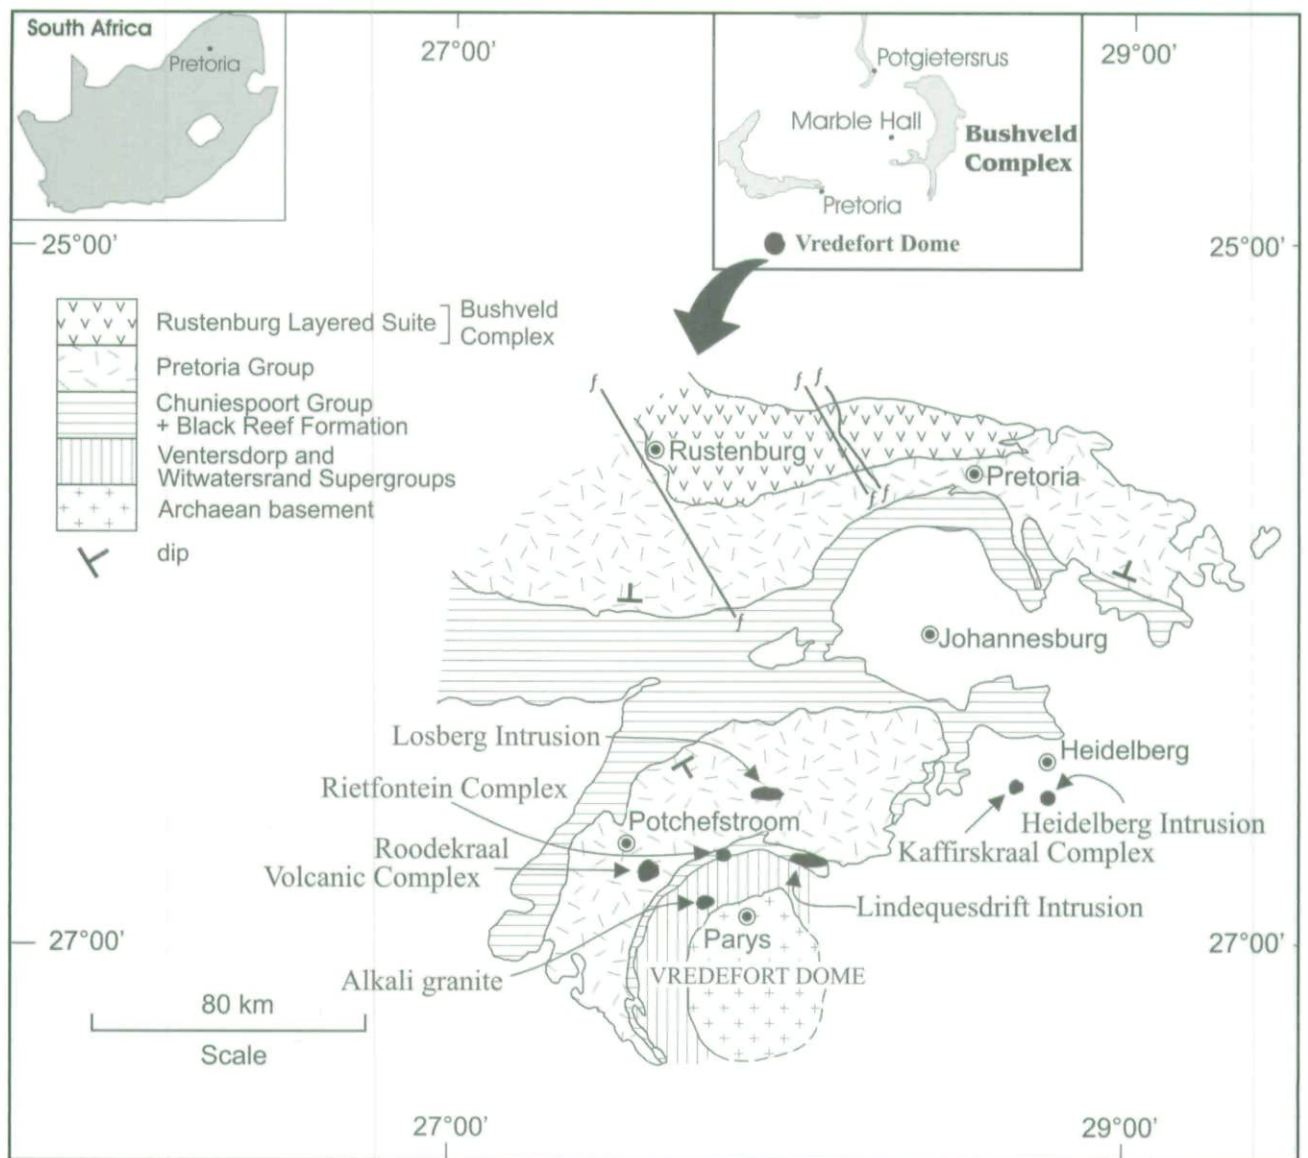 South Africa
Pretoria
27°00'
29°00'
Potgietersrus
Marble Hall
Bushveld
Complex
Pretoria
Vredefort Dome
25°00'
25°00'
Rustenburg Layered Suite
Bushveld
Complex
Pretoria Group
Chuniespoort Group
+ Black Reef Formation
Ventersdorp and
Witwatersrand Supergroups
Archaean basement
dip
f
f
f
Rustenburg
Pretoria
f
f
f
Johannesburg
Losberg Intrusion
Heidelberg
Rietfontein Complex
Potchefstroom
Heidelberg Intrusion
Roodekraal
Volcanic Complex
Kaffirskraal Complex
Lindequesdrift Intrusion
Parys
27°00'
27°00'
Alkali granite
VREDEFORT DOME
80 km
Scale
27°00'
29°00'